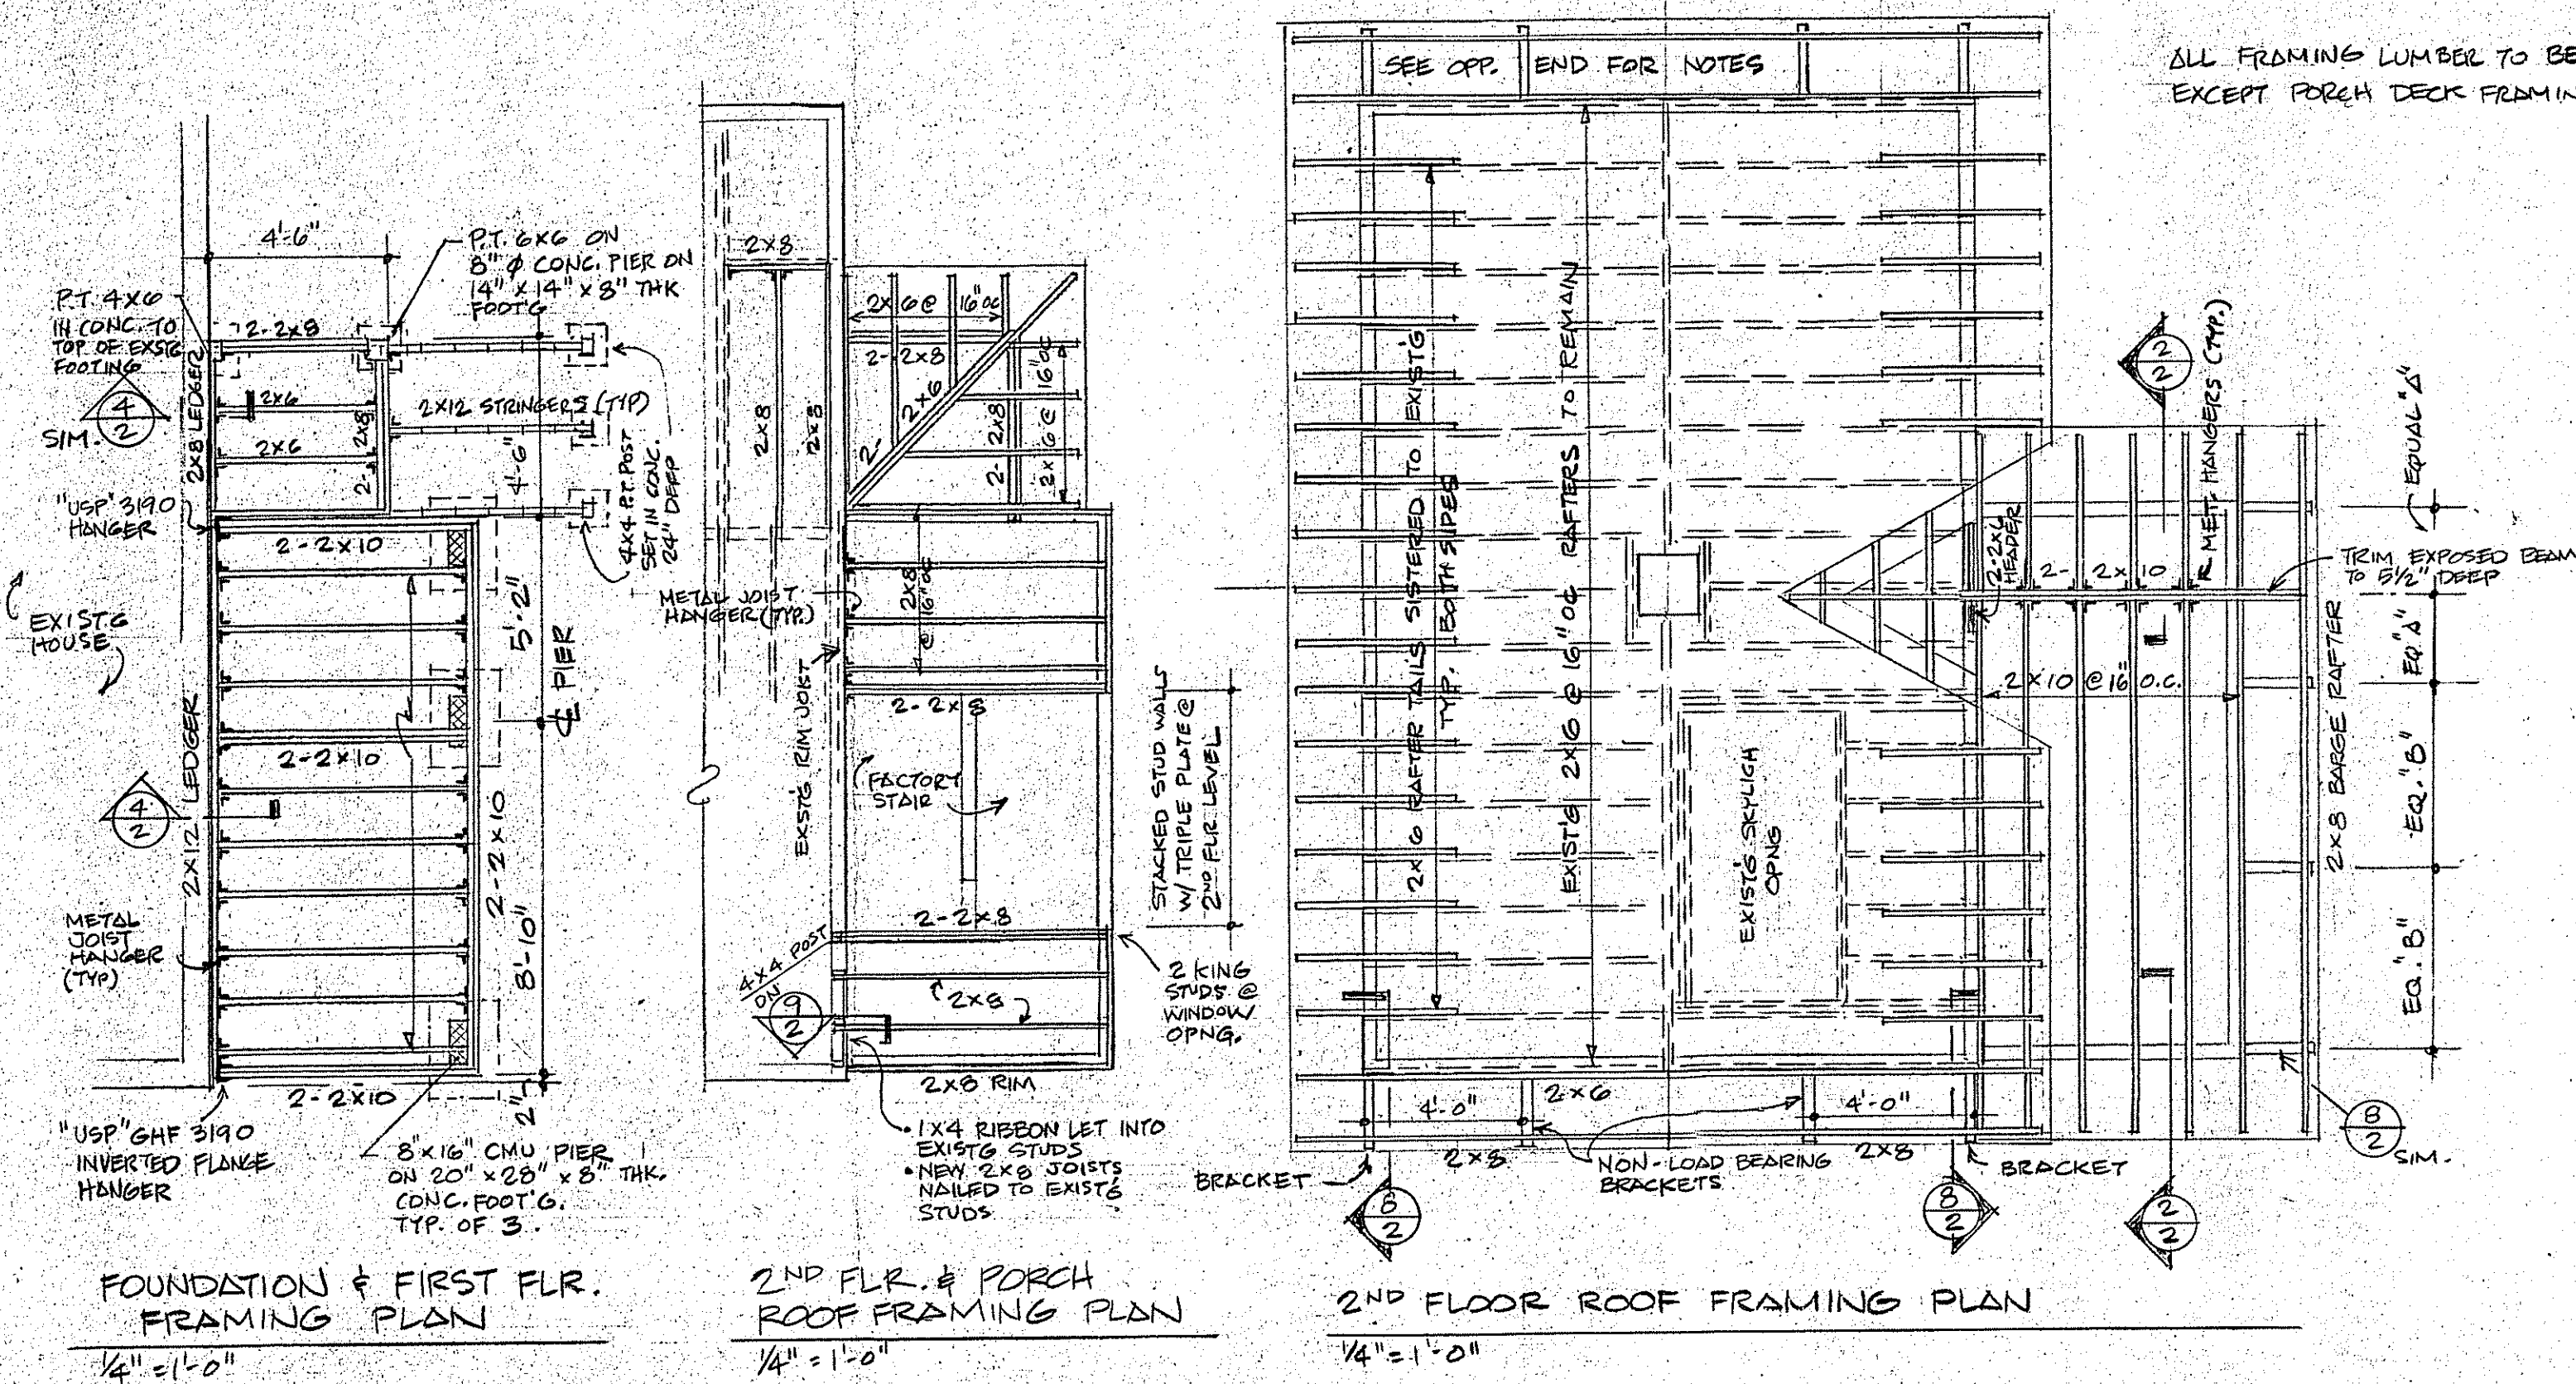 ALL FRAMING LUMBER TO BE
EXCEPT PORCH DECK FRAMIN
4'-6"
P.T. 6X6 ON
8" φ CONC. PIER ON
14" X 14" X 8" THK
FOOT'G
P.T. 4X6
IN CONC. TO
TOP OF EXST'G
FOOTING
4
2
SIM.
2X8 LEDGER
2-2X8
2X6
2X6
2-2X8
2X12 STRINGERS (TYP)
4'-6"
4X4 P.T. POST
SET IN CONC.
24" DEEP
"USP" 3190
HANGER
2-2X10
EXIST'G
HOUSE
5'-2"
℄ PIER
2X12 LEDGER
2-2X10
4
2
2-2X10
8'-10"
METAL
JOIST
HANGER
(TYP)
2-2X10
2"
"USP" GHF 3190
INVERTED FLANGE
HANGER
8"X16" CMU PIER
ON 20" X28" X 8" THK.
CONC. FOOT'G.
TYP. OF 3.
FOUNDATION & FIRST FLR.
FRAMING PLAN
1/4" = 1'-0"
2X8
2X6 @ 16" OC
2-2X8
2-2X6
2X8
2X8
2-2X8
2X6 @ 16" OC
METAL JOIST
HANGER (TYP.)
2X8
@ 16" OC
EXST'G RIM JOIST
2-2X8
FACTORY
STAIR
STACKED STUD WALLS
W/ TRIPLE PLATE @
2ND FLR LEVEL
2-2X8
4X4 POST
ON
9
2
2X8
2 KING
STUDS @
WINDOW
OPNG.
2X8 RIM
• 1X4 RIBBON LET INTO
EXIST'G STUDS
• NEW 2X8 JOISTS
NAILED TO EXIST'G
STUDS
2ND FLR. & PORCH
ROOF FRAMING PLAN
1/4" = 1'-0"
SEE OPP. END FOR NOTES
2X6 RAFTER TAILS SISTERED TO EXIST'G
TYP. BOTH SIDES
EXIST'G 2X6 @ 16" OC RAFTERS TO REMAIN
EXIST'G SKYLIGH
OPNG
2
2
MET. HANGERS (TYP.)
EQUAL "A"
2-2X6
HEADER
2-2X10
TRIM EXPOSED BEAM
TO 5 1/2" DEEP
2X10 @ 16" O.C.
EQ "A"
2X8 BARGE RAFTER
EQ. "B"
EQ. "B"
4'-0"
2X6
4'-0"
2X8
NON-LOAD BEARING
BRACKETS
2X8
BRACKET
BRACKET
8
2
8
2
2
2
8
2
SIM.
2ND FLOOR ROOF FRAMING PLAN
1/4" = 1'-0"